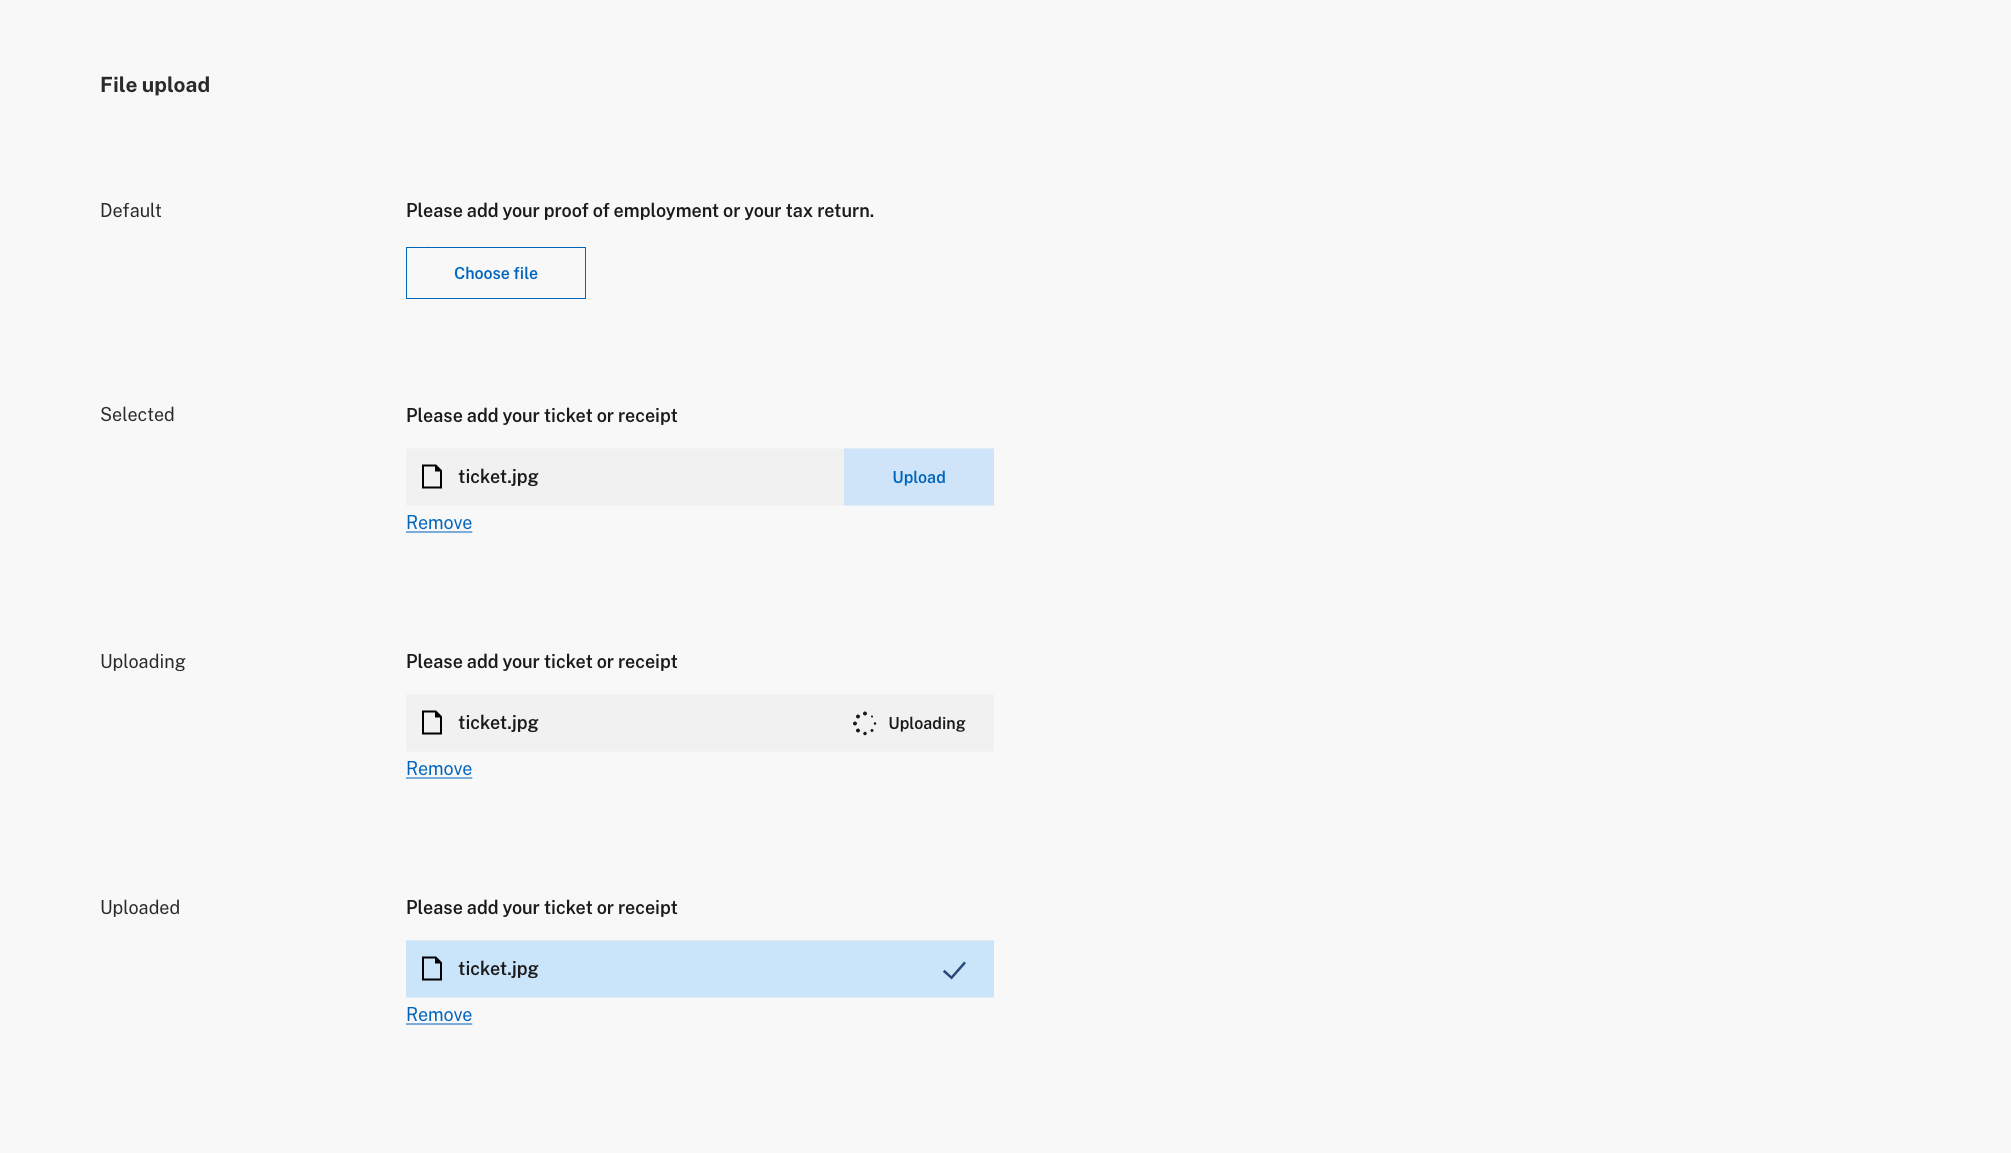 File upload
Default
Please add your proof of employment or your tax return.
Choose file
Selected
Please add your ticket or receipt
ticket.jpg
Upload
Remove
Uploading
Please add your ticket or receipt
ticket.jpg
Uploading
Remove
Uploaded
Please add your ticket or receipt
ticket.jpg
Remove